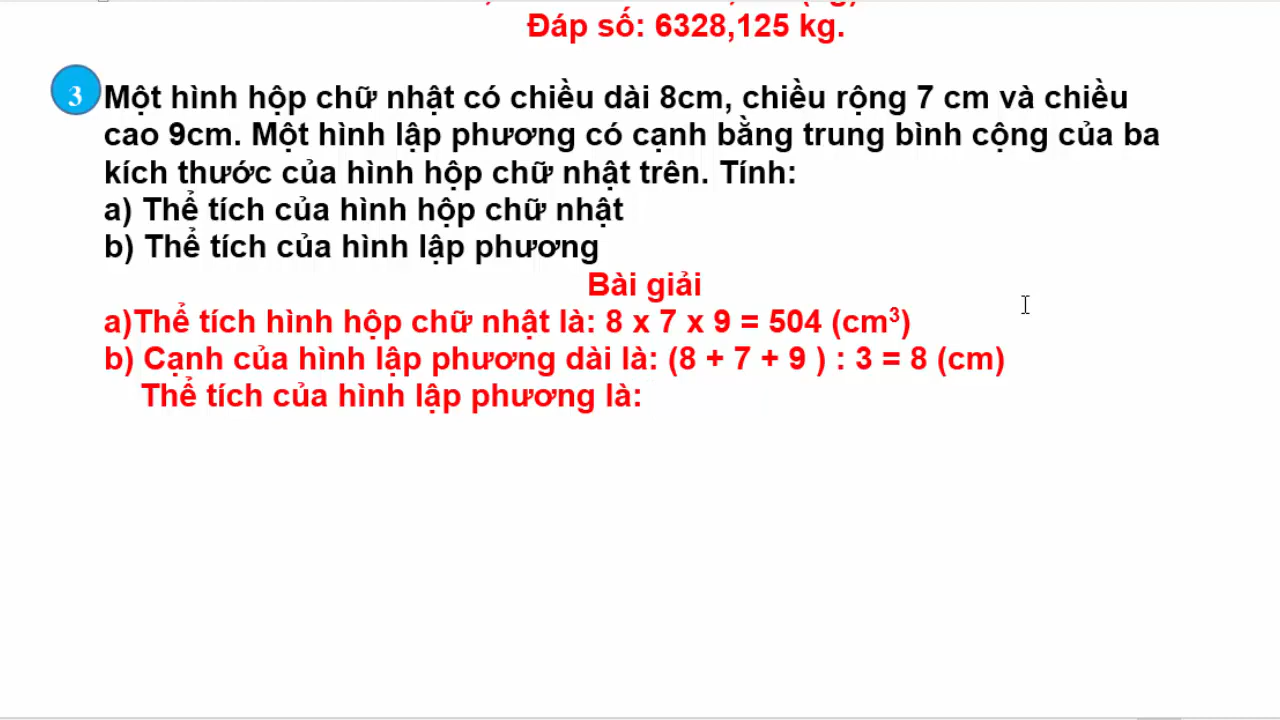 Đáp số: 6328,125 kg.
3 Một hình hộp chữ nhật có chiều dài 8cm, chiều rộng 7 cm và chiều
cao 9cm. Một hình lập phương có cạnh bằng trung bình cộng của ba
kích thước của hình hộp chữ nhật trên. Tính:
a) Thể tích của hình hộp chữ nhật
b) Thể tích của hình lập phương
Bài giải
a)Thể tích hình hộp chữ nhật là: 8 x 7 x 9 = 504 (cm³)
b) Cạnh của hình lập phương dài là: (8 + 7 + 9 ) : 3 = 8 (cm)
Thể tích của hình lập phương là: